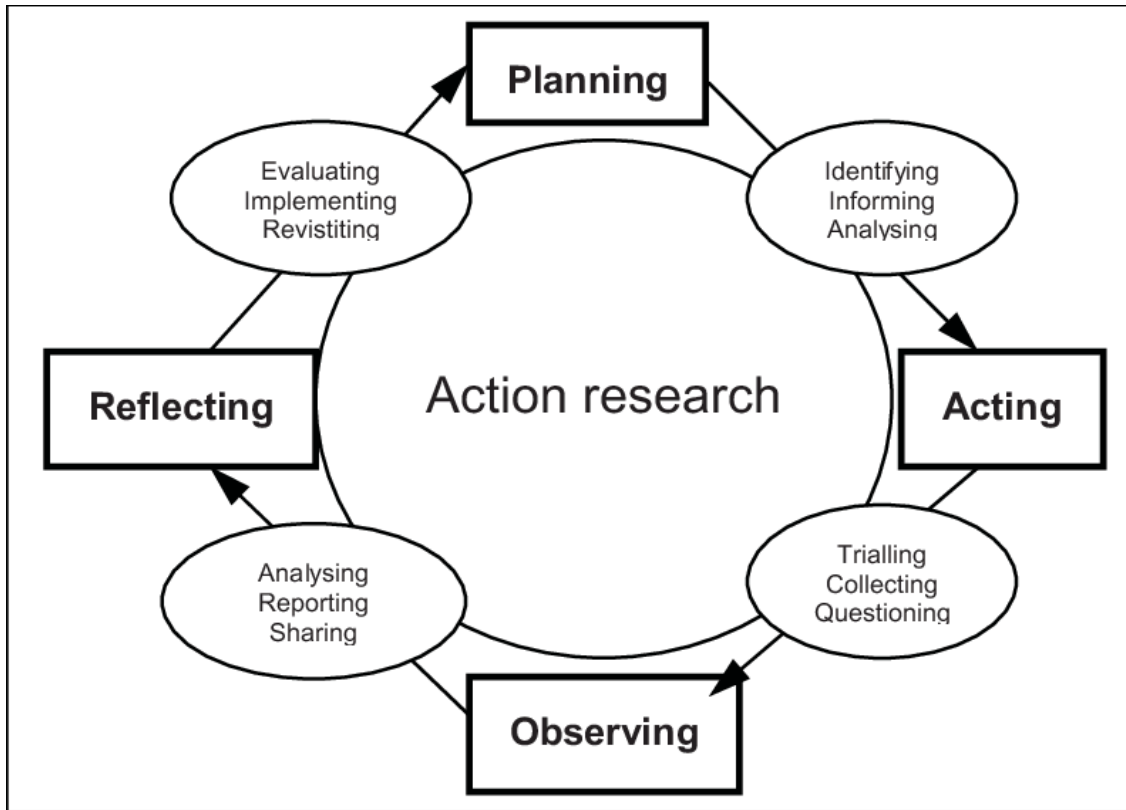 Planning
Evaluating
Implementing
Revistiting
Identifying
Informing
Analysing
Reflecting
Action research
Acting
Analysing
Reporting
Sharing
Trialling
Collecting
Questioning
Observing